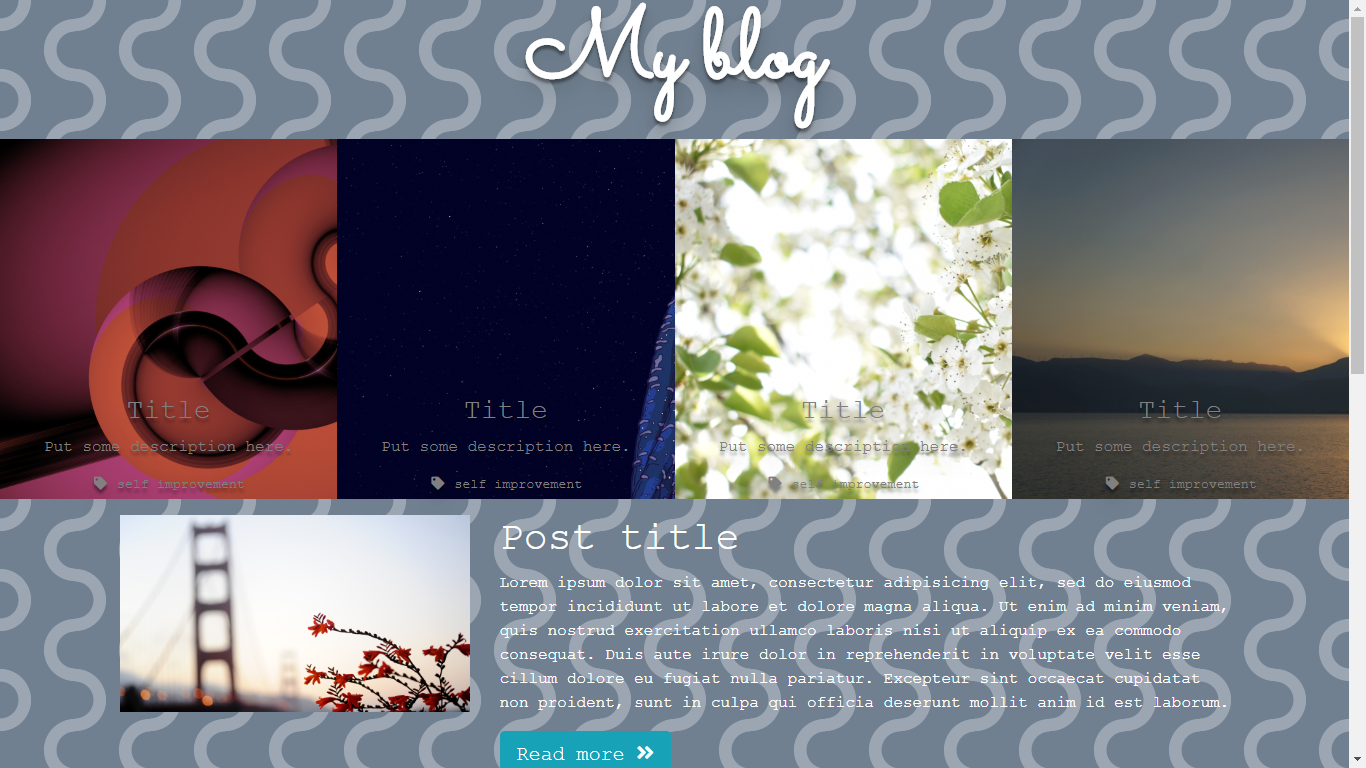 My blog
Title
Put some description here.
self improvement
Title
Put some description here.
self improvement
Title
Put some description here.
self improvement
Title
Put some description here.
self improvement
Post title
Lorem ipsum dolor sit amet, consectetur adipisicing elit, sed do eiusmod
tempor incididunt ut labore et dolore magna aliqua. Ut enim ad minim veniam,
quis nostrud exercitation ullamco laboris nisi ut aliquip ex ea commodo
consequat. Duis aute irure dolor in reprehenderit in voluptate velit esse
cillum dolore eu fugiat nulla pariatur. Excepteur sint occaecat cupidatat
non proident, sunt in culpa qui officia deserunt mollit anim id est laborum.
Read more »